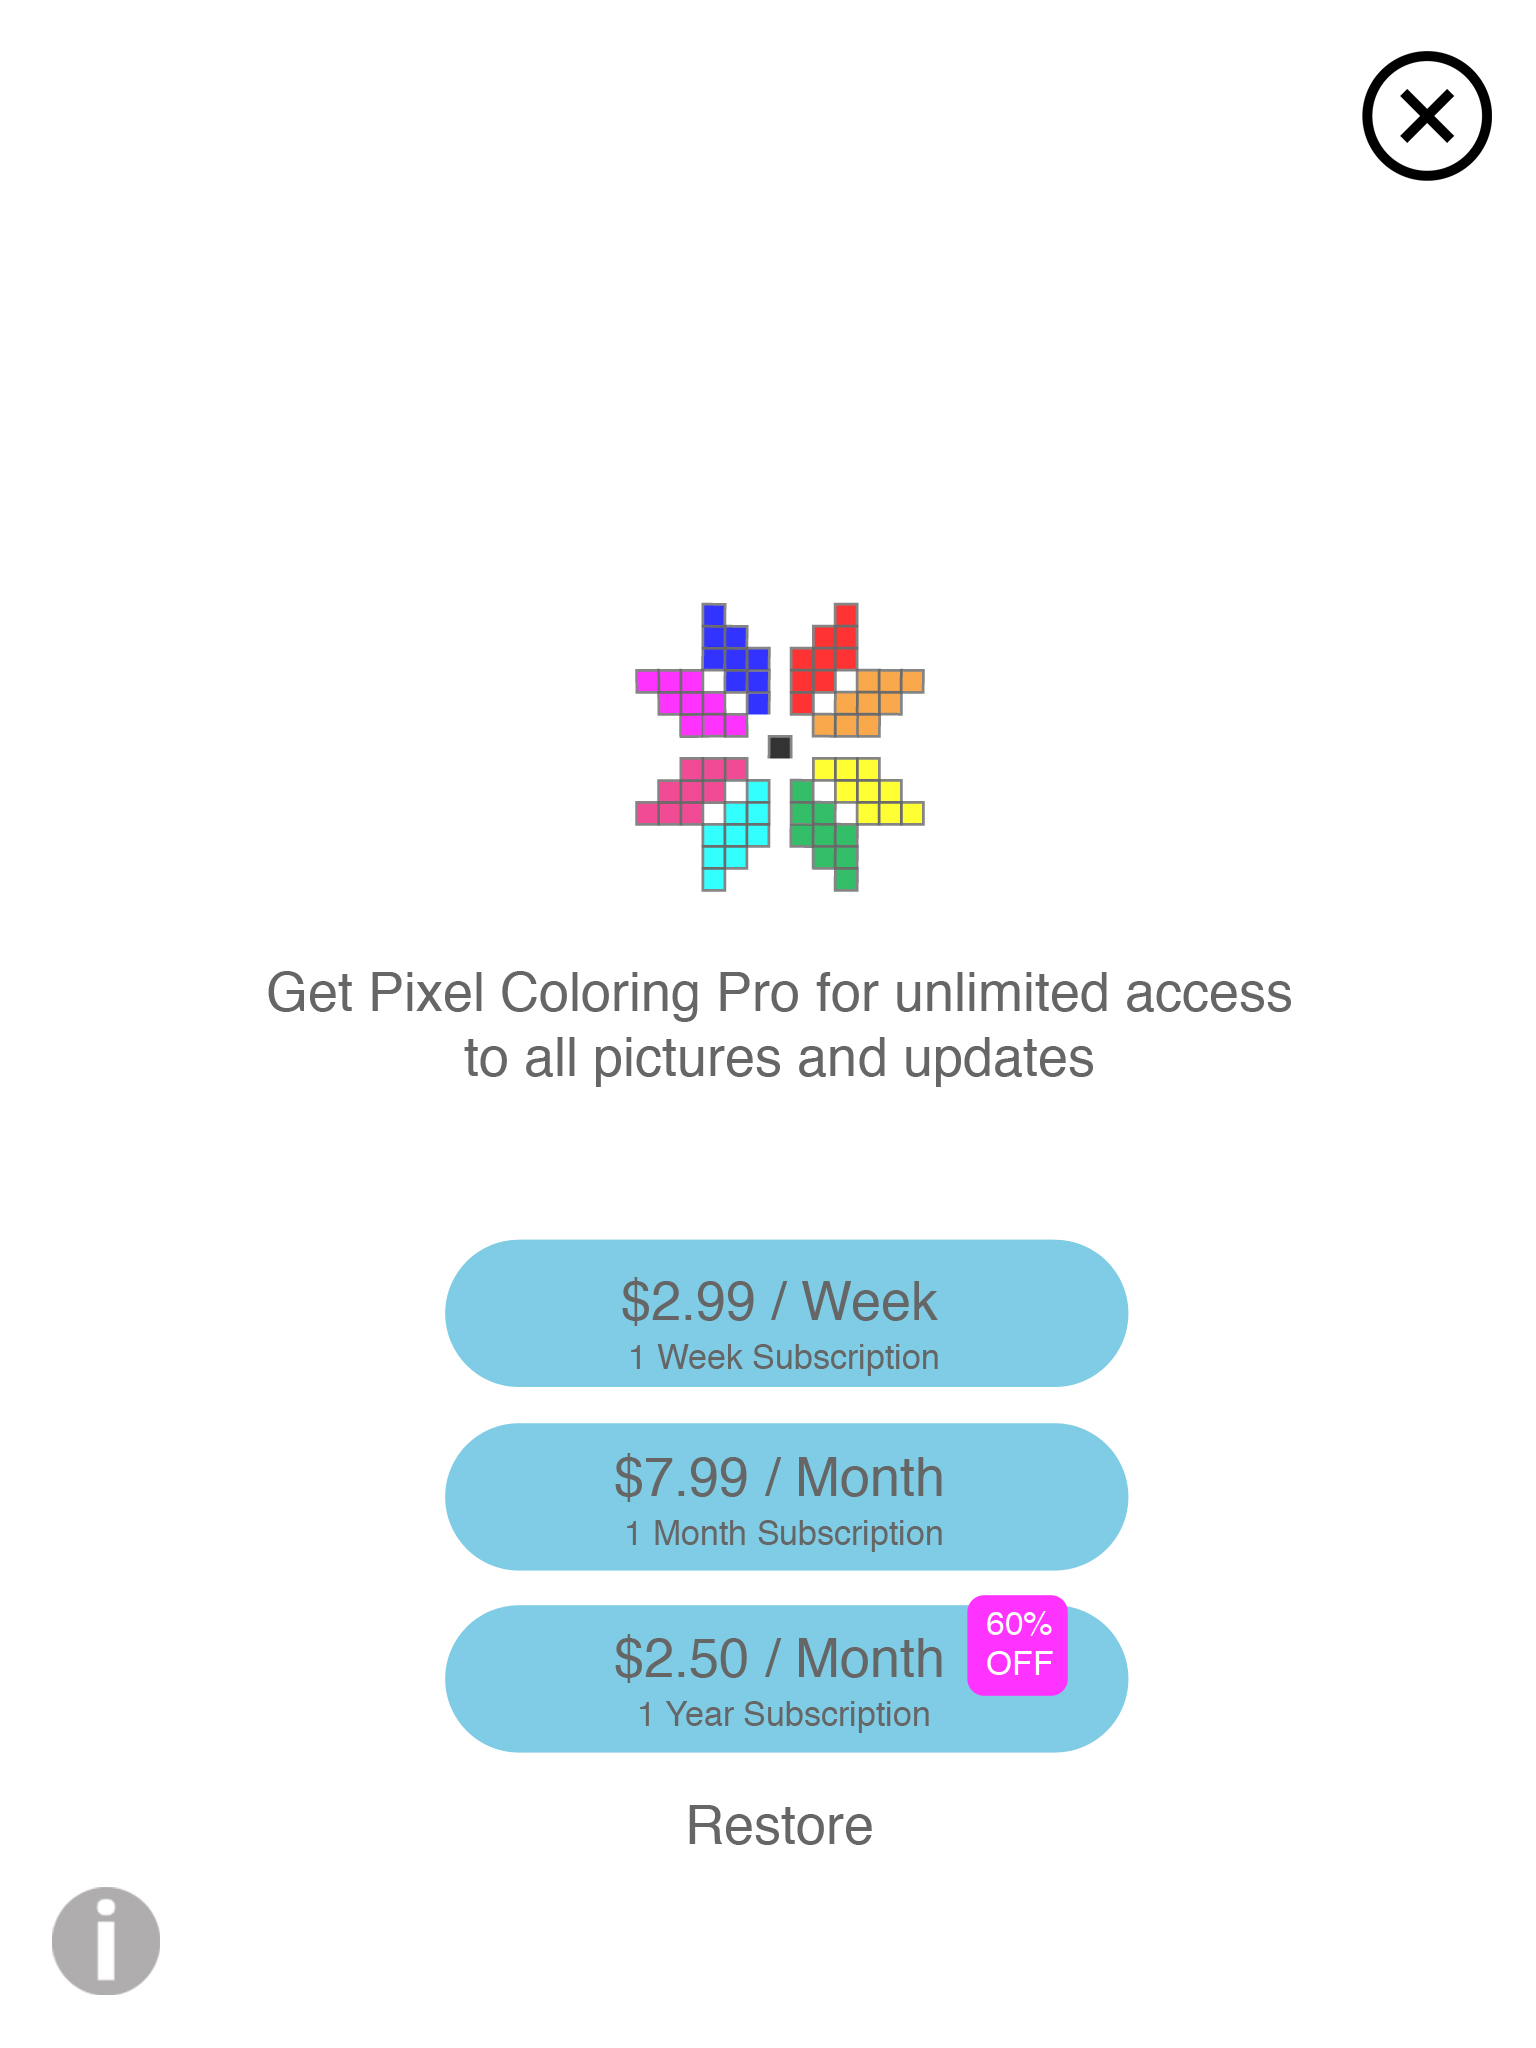 Get Pixel Coloring Pro for unlimited access
to all pictures and updates
$2.99 / Week
1 Week Subscription
$7.99 / Month
1 Month Subscription
60%
OFF
$2.50 / Month
1 Year Subscription
Restore
i